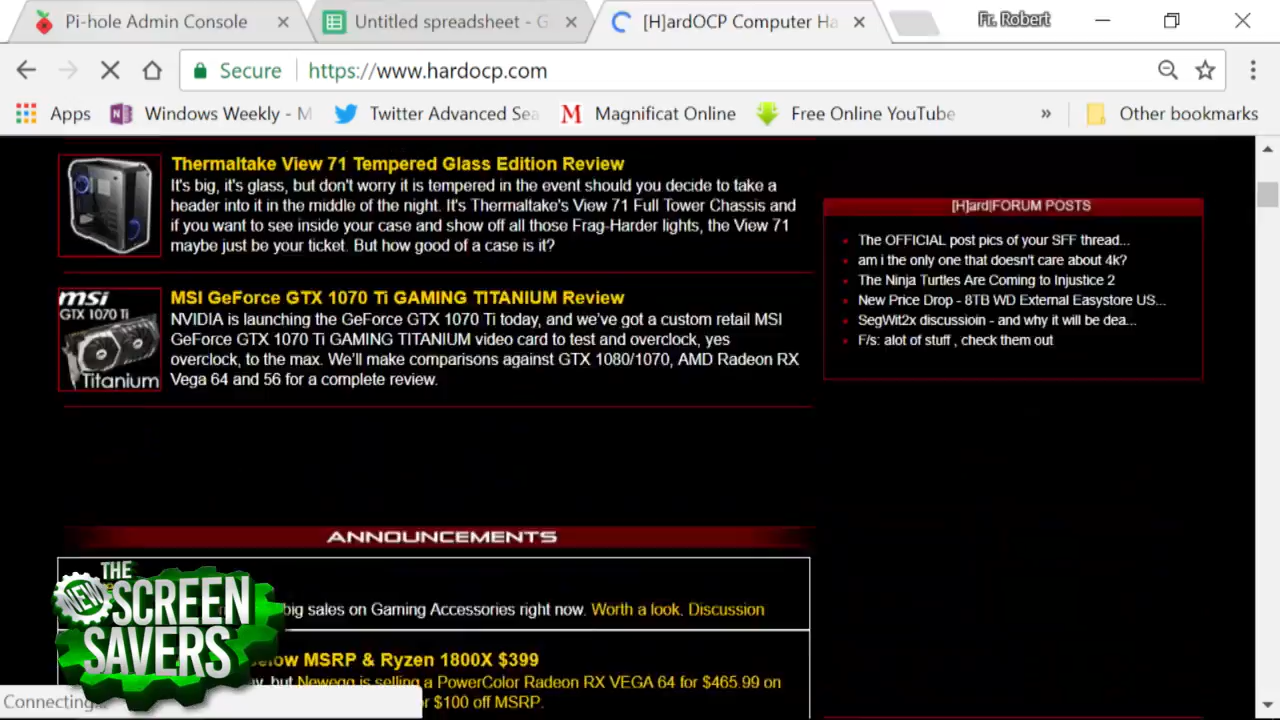 Pi-hole Admin Console
Untitled spreadsheet - G
[H]ardOCP Computer Ha
Fr. Robert
Secure
https://www.hardocp.com
Apps
Windows Weekly - M
Twitter Advanced Sea
Magnificat Online
Free Online YouTube
»
Other bookmarks
Thermaltake View 71 Tempered Glass Edition Review
It's big, it's glass, but don't worry it is tempered in the event should you decide to take a
header into it in the middle of the night. It's Thermaltake's View 71 Full Tower Chassis and
if you want to see inside your case and show off all those Frag-Harder lights, the View 71
maybe just be your ticket. But how good of a case is it?
msi
GTX 1070 Ti
Titanium
MSI GeForce GTX 1070 Ti GAMING TITANIUM Review
NVIDIA is launching the GeForce GTX 1070 Ti today, and we've got a custom retail MSI
GeForce GTX 1070 Ti GAMING TITANIUM video card to test and overclock, yes
overclock, to the max. We'll make comparisons against GTX 1080/1070, AMD Radeon RX
Vega 64 and 56 for a complete review.
[H]ard|FORUM POSTS
The OFFICIAL post pics of your SFF thread...
am i the only one that doesn't care about 4k?
The Ninja Turtles Are Coming to Injustice 2
New Price Drop - 8TB WD External Easystore US...
SegWit2x discussioin - and why it will be dea...
F/s: alot of stuff , check them out
ANNOUNCEMENTS
big sales on Gaming Accessories right now. Worth a look. Discussion
MSRP & Ryzen 1800X $399
but Newegg is selling a PowerColor Radeon RX VEGA 64 for $465.99 on
$100 off MSRP.
THE
NEW
SCREEN
SAVERS
Connecting...